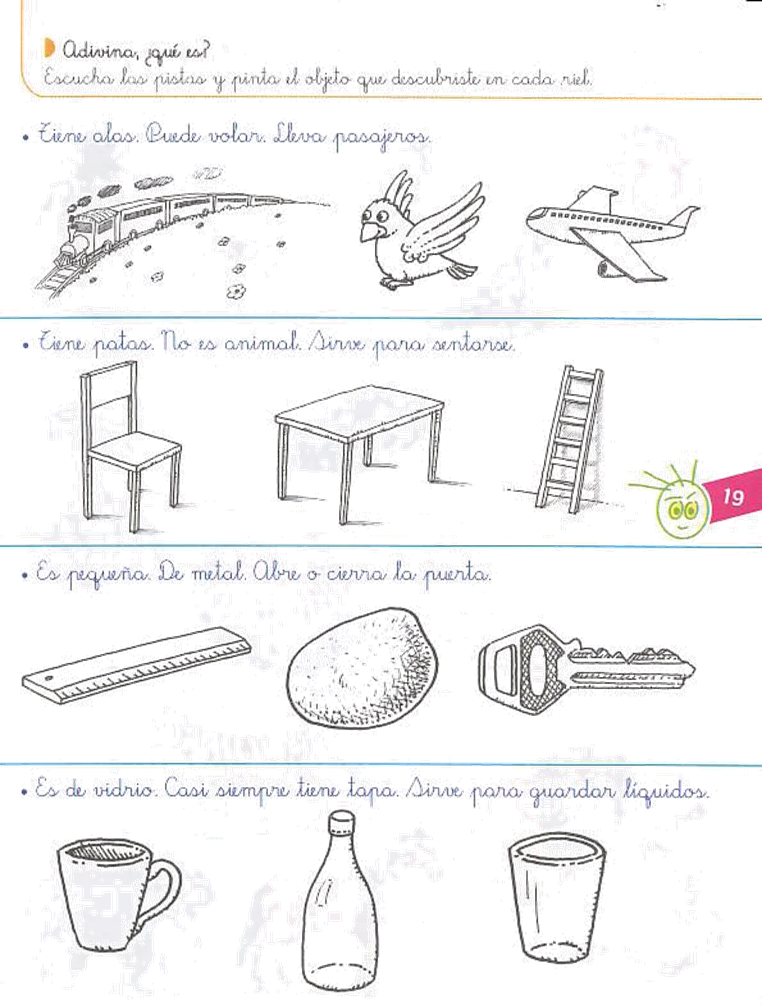 Adivina, ¿qué es?
Escucha las pistas y pinta el objeto que descubriste en cada riel.
• Tiene alas. Puede volar. Lleva pasajeros.
• Tiene patas. No es animal. Sirve para sentarse.
19
• Es pequeña. De metal. Abre o cierra la puerta.
• Es de vidrio. Casi siempre tiene tapa. Sirve para guardar líquidos.